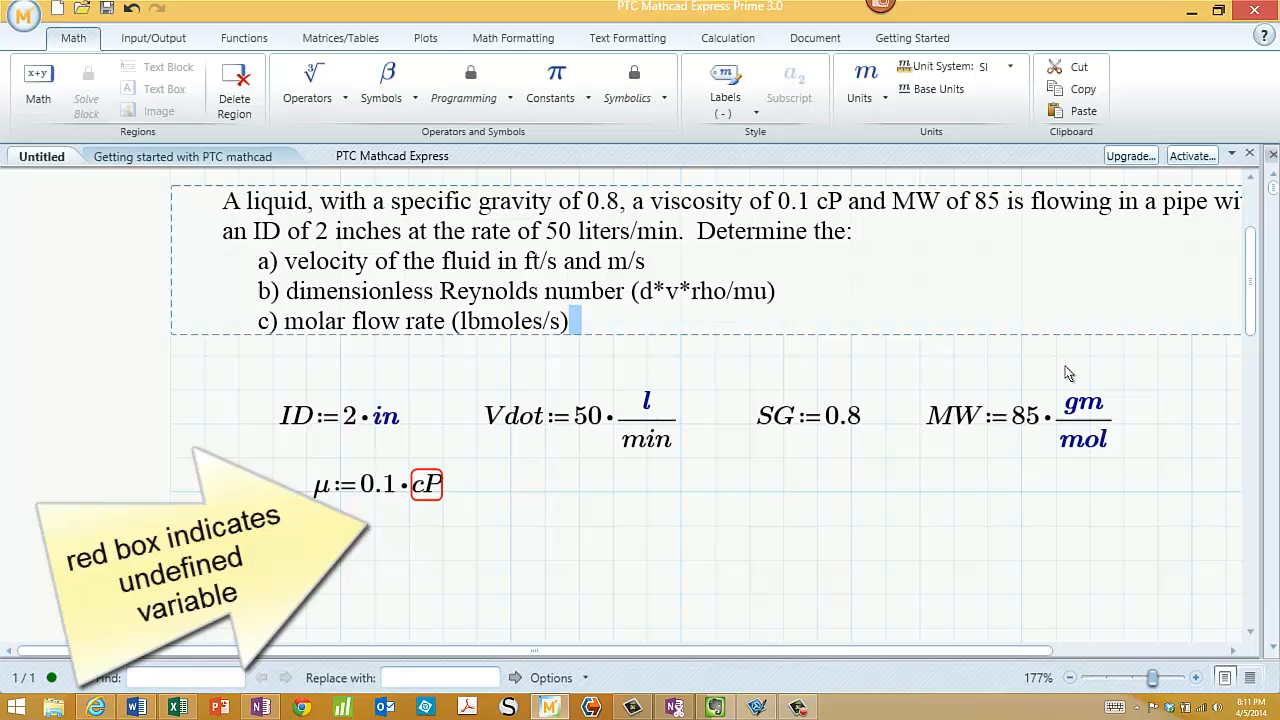 PTC Mathcad Express Prime 3.0
Math Input/Output Functions Matrices/Tables Plots Math Formatting Text Formatting Calculation Document Getting Started
Math
Solve Block
Text Block
Text Box
Image
Delete Region
Operators
Symbols
Programming
Constants
Symbolics
Labels
( - )
Subscript
Units
Unit System: SI
Base Units
Cut
Copy
Paste
Regions Operators and Symbols Style Units Clipboard
Untitled Getting started with PTC mathcad PTC Mathcad Express Upgrade... Activate...
A liquid, with a specific gravity of 0.8, a viscosity of 0.1 cP and MW of 85 is flowing in a pipe wi
an ID of 2 inches at the rate of 50 liters/min. Determine the:
a) velocity of the fluid in ft/s and m/s
b) dimensionless Reynolds number (d*v*rho/mu)
c) molar flow rate (lbmoles/s)
ID:=2·in
Vdot:=50·l/min
SG:=0.8
MW:=85·gm/mol
μ:=0.1·cP
red box indicates
undefined
variable
1 / 1 nd: Replace with: Options 177%
8:11 PM
4/5/2014